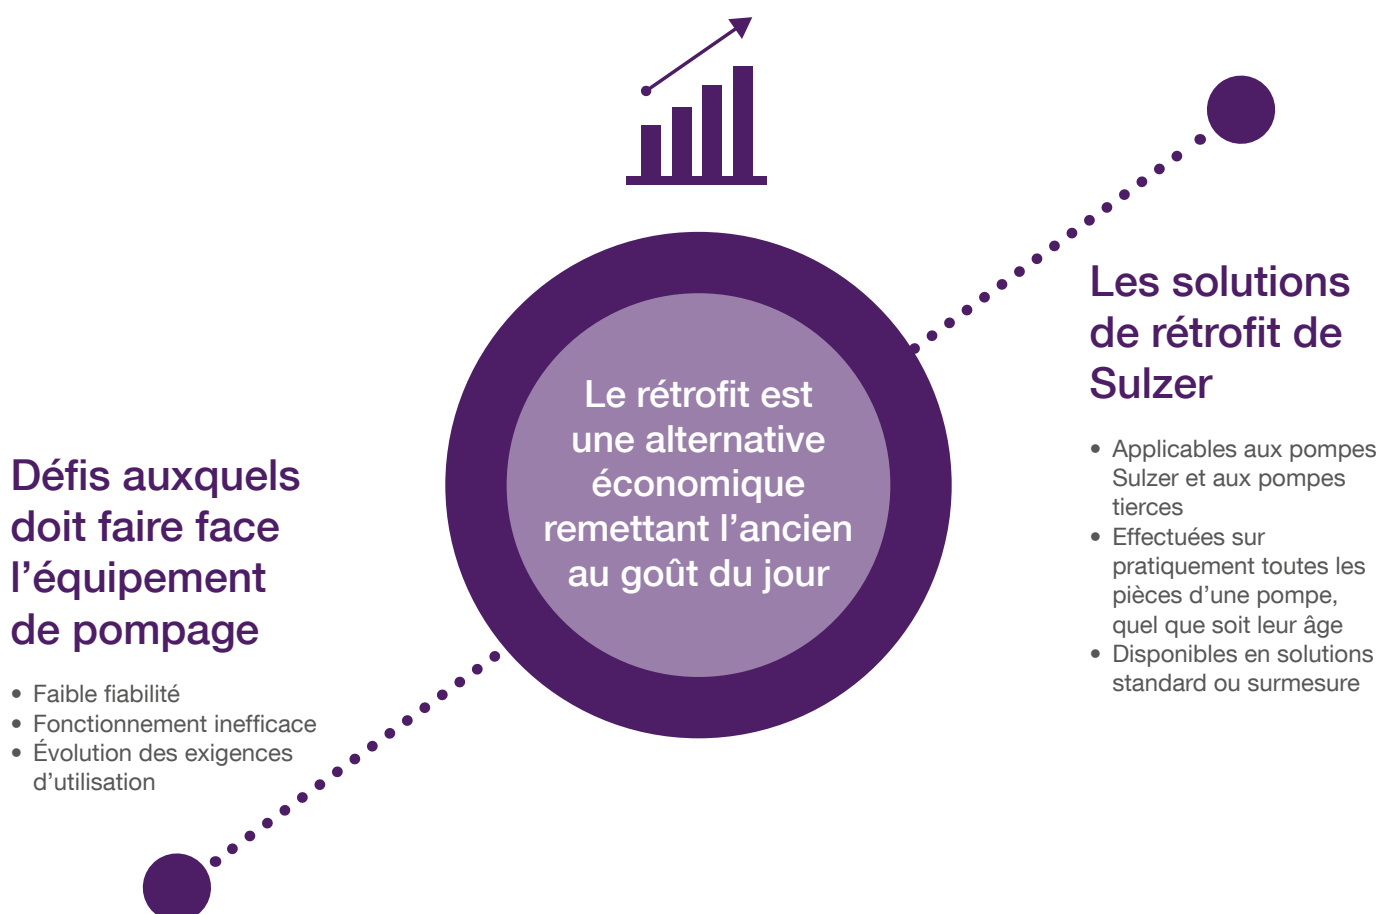 Défis auxquels
doit faire face
l’équipement
de pompage
• Faible fiabilité
• Fonctionnement inefficace
• Évolution des exigences
d’utilisation
Le rétrofit est
une alternative
économique
remettant l’ancien
au goût du jour
Les solutions
de rétrofit de
Sulzer
• Applicables aux pompes
Sulzer et aux pompes
tierces
• Effectuées sur
pratiquement toutes les
pièces d’une pompe,
quel que soit leur âge
• Disponibles en solutions
standard ou surmesure